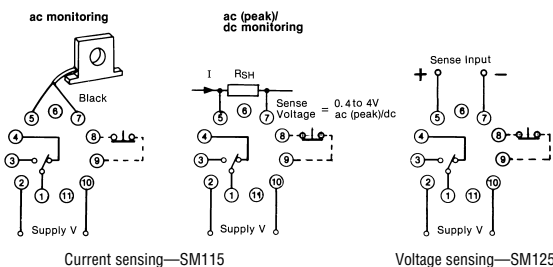 ac monitoring
Black
5 6 7
4 8
3 9
2 10
1 11
Supply V
Current sensing—SM115
ac (peak)/
dc monitoring
I RSH
Sense
Voltage = 0.4 to 4V
ac (peak)/dc
5 6 7
4 8
3 9
2 10
1 11
Supply V
Sense Input
+ −
5 6 7
4 8
3 9
2 10
1 11
Supply V
Voltage sensing—SM125